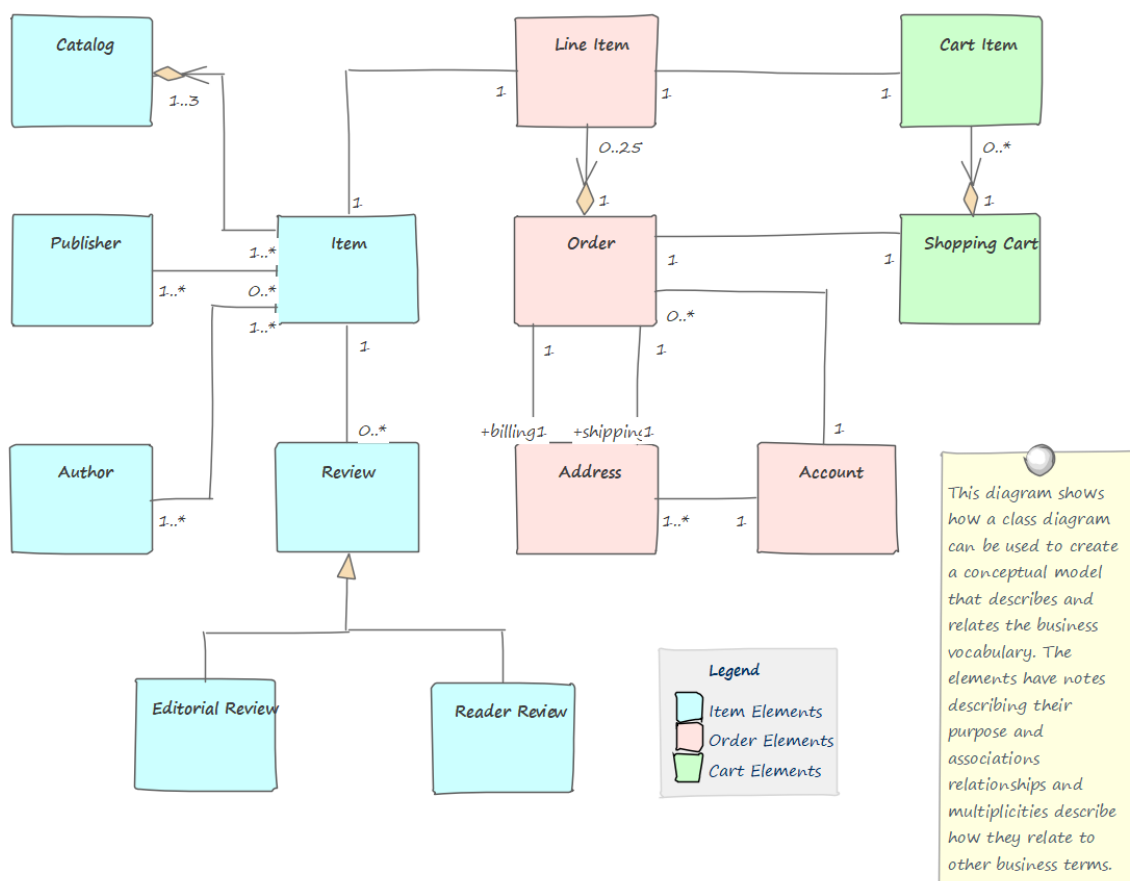 Catalog
Line Item
Cart Item
1..3
1
1
1
0..25
0..*
1
1
1
Publisher
Item
Order
Shopping Cart
1..*
1
1
1..*
0..*
0..*
1..*
1
1
1
0..*
+billing1
+shipping1
1
Author
Review
Address
Account
1..*
1..*
1
Editorial Review
Reader Review
Legend
Item Elements
Order Elements
Cart Elements
This diagram shows
how a class diagram
can be used to create
a conceptual model
that describes and
relates the business
vocabulary. The
elements have notes
describing their
purpose and
associations
relationships and
multiplicities describe
how they relate to
other business terms.